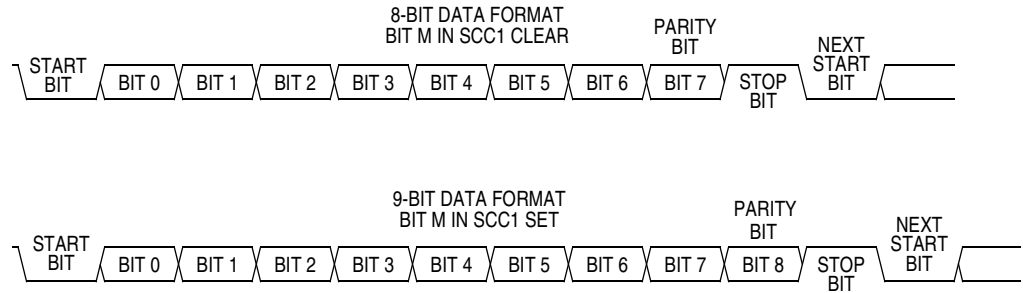 8-BIT DATA FORMAT
BIT M IN SCC1 CLEAR
PARITY
BIT
NEXT
START
BIT
START
BIT
BIT 0
BIT 1
BIT 2
BIT 3
BIT 4
BIT 5
BIT 6
BIT 7
STOP
BIT
9-BIT DATA FORMAT
BIT M IN SCC1 SET
PARITY
BIT
NEXT
START
BIT
START
BIT
BIT 0
BIT 1
BIT 2
BIT 3
BIT 4
BIT 5
BIT 6
BIT 7
BIT 8
STOP
BIT